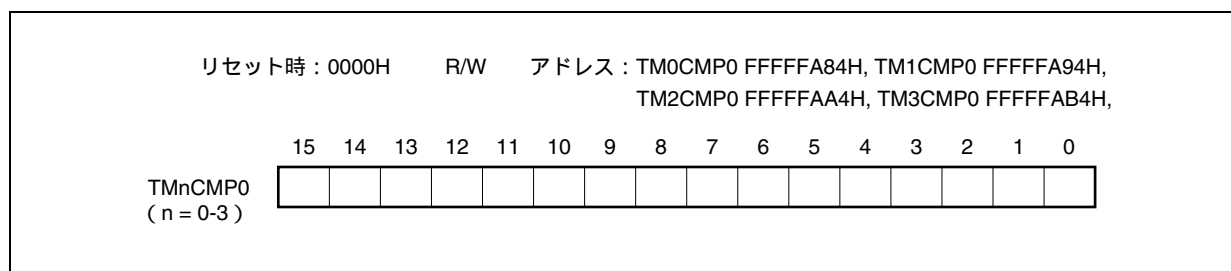 リセット時：0000H R/W アドレス：TM0CMP0 FFFFFA84H, TM1CMP0 FFFFFA94H,
TM2CMP0 FFFFFAA4H, TM3CMP0 FFFFFAB4H,
15 14 13 12 11 10 9 8 7 6 5 4 3 2 1 0
TMnCMP0
（n = 0-3）